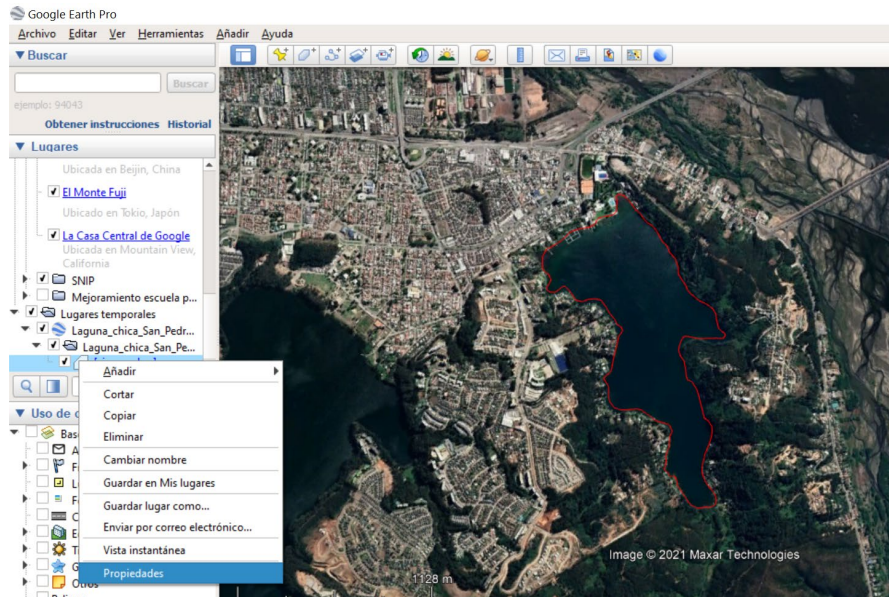 Google Earth Pro
Archivo Editar Ver Herramientas Añadir Ayuda
Buscar
Buscar
ejemplo: 94043
Obtener instrucciones Historial
Lugares
Ubicada en Beijin, China
El Monte Fuji
Ubicado en Tokio, Japón
La Casa Central de Google
Ubicada en Mountain View,
California
SNIP
Mejoramiento escuela p...
Lugares temporales
Laguna_chica_San_Pedr...
Laguna_chica_San_Pe...
Añadir
Cortar
Copiar
Eliminar
Cambiar nombre
Guardar en Mis lugares
Guardar lugar como...
Enviar por correo electrónico...
Vista instantánea
Propiedades
Uso de c
Bas
Otros
1128 m
Image © 2021 Maxar Technologies